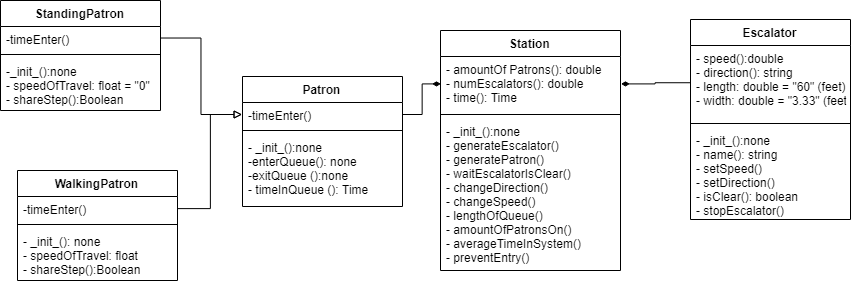 StandingPatron
-timeEnter()
-_init_():none
- speedOfTravel: float = "0"
- shareStep():Boolean
WalkingPatron
-timeEnter()
- _init_(): none
- speedOfTravel: float
- shareStep():Boolean
Patron
-timeEnter()
- _init_(): none
-enterQueue(): none
-exitQueue ():none
- timeInQueue (): Time
Station
- amountOf Patrons(): double
- numEscalators(): double
- time(): Time
- _init_():none
- generateEscalator()
- generatePatron()
- waitEscalatorIsClear()
- changeDirection()
- changeSpeed()
- lengthOfQueue()
- amountOfPatronsOn()
- averageTimeInSystem()
- preventEntry()
Escalator
- speed():double
- direction(): string
- length: double = "60" (feet)
- width: double = "3.33" (feet
- _init_():none
- name(): string
- setSpeed()
- setDirection()
- isClear(): boolean
- stopEscalator()